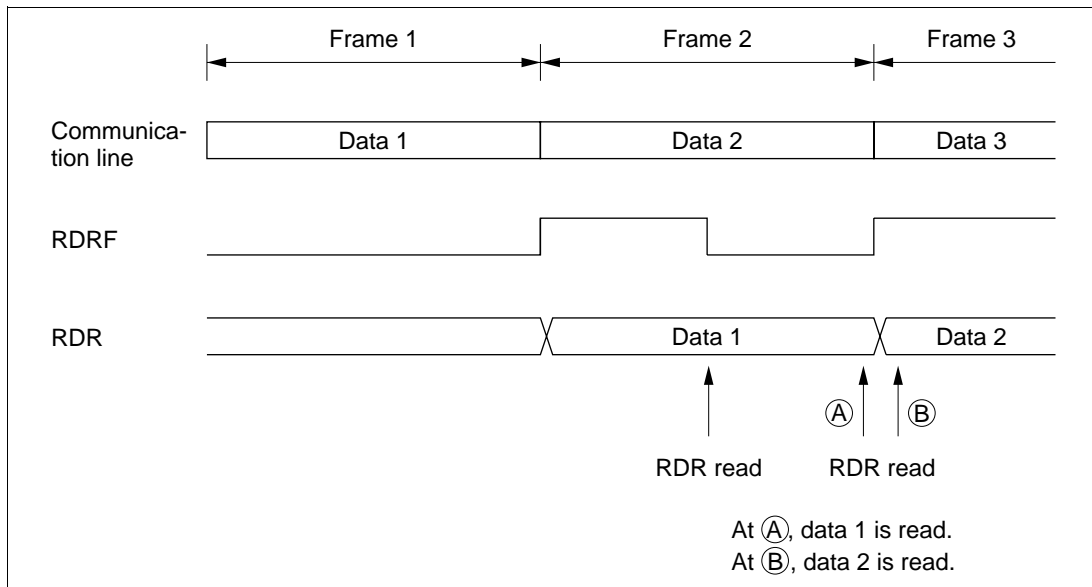 Frame 1 Frame 2 Frame 3
Communica-
tion line
Data 1 Data 2 Data 3
RDRF
RDR
Data 1 Data 2
A B
RDR read RDR read
At Ⓐ, data 1 is read.
At Ⓑ, data 2 is read.